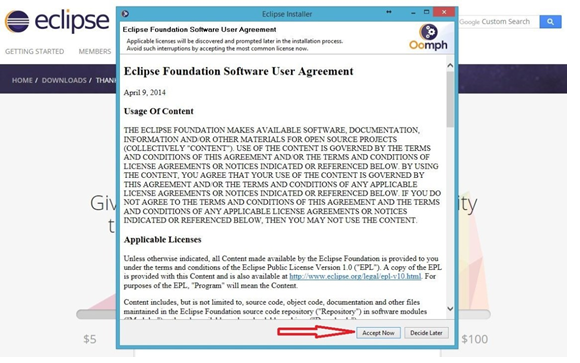 eclipse
Eclipse Installer
Google Custom Search
GETTING STARTED MEMBERS
Eclipse Foundation Software User Agreement
Applicable licenses will be discovered and prompted later in the installation process.
Avoid such interruptions by accepting the most common license now.
Oomph
HOME / DOWNLOADS / THAN
Eclipse Foundation Software User Agreement
April 9, 2014
Usage Of Content
THE ECLIPSE FOUNDATION MAKES AVAILABLE SOFTWARE, DOCUMENTATION,
INFORMATION AND/OR OTHER MATERIALS FOR OPEN SOURCE PROJECTS
(COLLECTIVELY "CONTENT"). USE OF THE CONTENT IS GOVERNED BY THE TERMS
AND CONDITIONS OF THIS AGREEMENT AND/OR THE TERMS AND CONDITIONS OF
LICENSE AGREEMENTS OR NOTICES INDICATED OR REFERENCED BELOW. BY USING
THE CONTENT, YOU AGREE THAT YOUR USE OF THE CONTENT IS GOVERNED BY
THIS AGREEMENT AND/OR THE TERMS AND CONDITIONS OF ANY APPLICABLE
LICENSE AGREEMENTS OR NOTICES INDICATED OR REFERENCED BELOW. IF YOU DO
NOT AGREE TO THE TERMS AND CONDITIONS OF THIS AGREEMENT AND THE TERMS
AND CONDITIONS OF ANY APPLICABLE LICENSE AGREEMENTS OR NOTICES
INDICATED OR REFERENCED BELOW, THEN YOU MAY NOT USE THE CONTENT.
Giv
ity
t
Applicable Licenses
Unless otherwise indicated, all Content made available by the Eclipse Foundation is provided to you
under the terms and conditions of the Eclipse Public License Version 1.0 ("EPL"). A copy of the EPL
is provided with this Content and is also available at http://www.eclipse.org/legal/epl-v10.html. For
purposes of the EPL, "Program" will mean the Content.
Content includes, but is not limited to, source code, object code, documentation and other files
maintained in the Eclipse Foundation source code repository ("Repository") in software modules
$5
Accept Now
Decide Later
$100